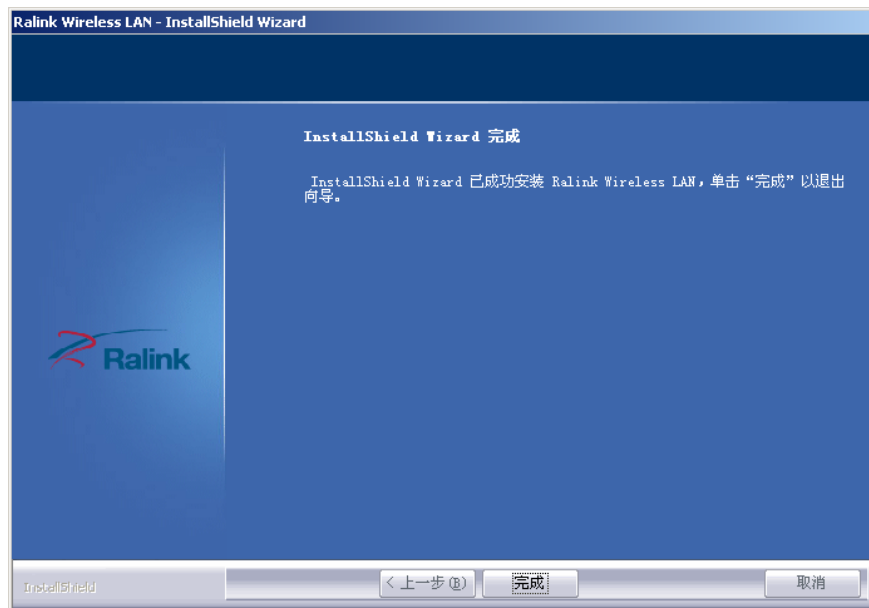 Ralink Wireless LAN - InstallShield Wizard
InstallShield Wizard 完成
InstallShield Wizard 已成功安装 Ralink Wireless LAN，单击“完成”以退出
向导。
Ralink
InstallShield
< 上一步(B)
完成
取消